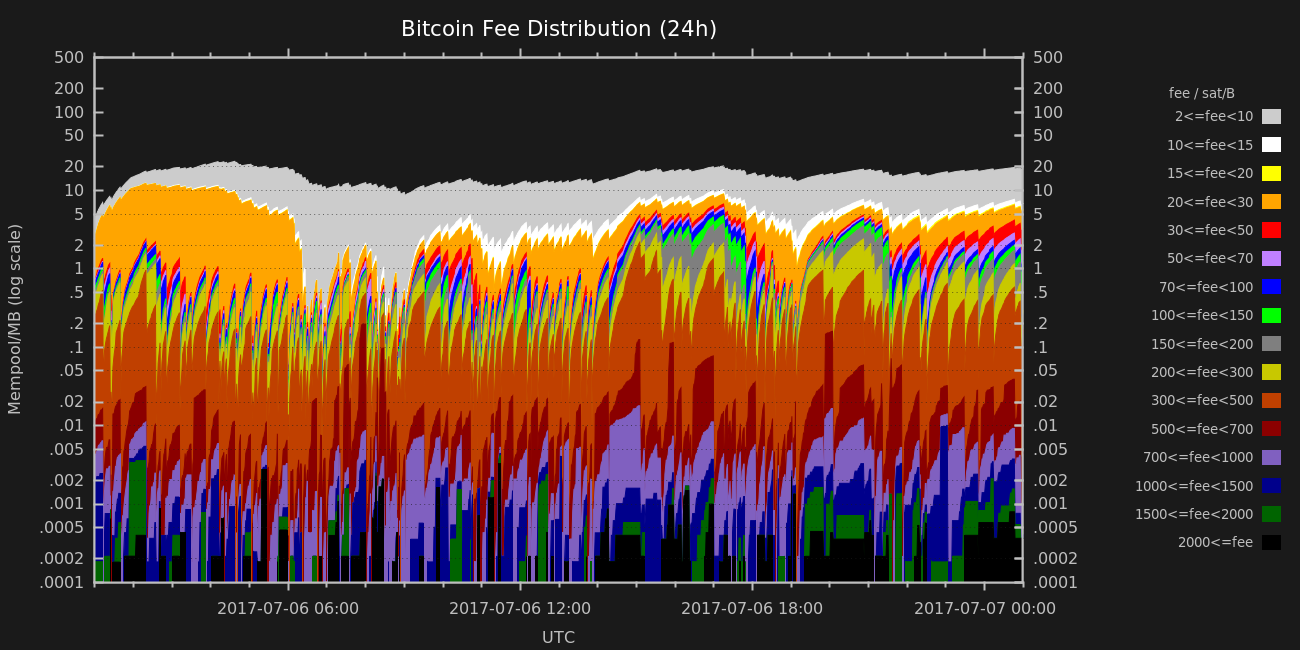 Bitcoin Fee Distribution (24h)
500
200
100
50
20
10
5
2
1
.5
.2
.1
.05
.02
.01
.005
.002
.001
.0005
.0002
.0001
Mempool/MB (log scale)
500
200
100
50
20
10
5
2
1
.5
.2
.1
.05
.02
.01
.005
.002
.001
.0005
.0002
.0001
2017-07-06 06:00
2017-07-06 12:00
2017-07-06 18:00
2017-07-07 00:00
UTC
fee / sat/B
2<=fee<10
10<=fee<15
15<=fee<20
20<=fee<30
30<=fee<50
50<=fee<70
70<=fee<100
100<=fee<150
150<=fee<200
200<=fee<300
300<=fee<500
500<=fee<700
700<=fee<1000
1000<=fee<1500
1500<=fee<2000
2000<=fee